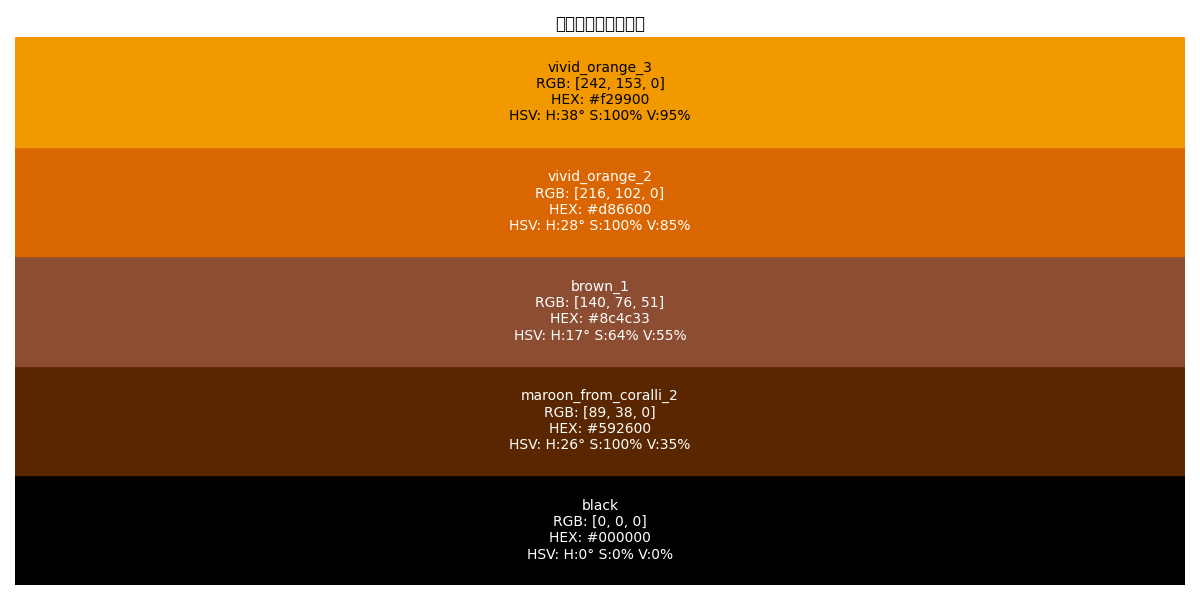 vivid_orange_3
RGB: [242, 153, 0]
HEX: #f29900
HSV: H:38° S:100% V:95%
vivid_orange_2
RGB: [216, 102, 0]
HEX: #d86600
HSV: H:28° S:100% V:85%
brown_1
RGB: [140, 76, 51]
HEX: #8c4c33
HSV: H:17° S:64% V:55%
maroon_from_coralli_2
RGB: [89, 38, 0]
HEX: #592600
HSV: H:26° S:100% V:35%
black
RGB: [0, 0, 0]
HEX: #000000
HSV: H:0° S:0% V:0%